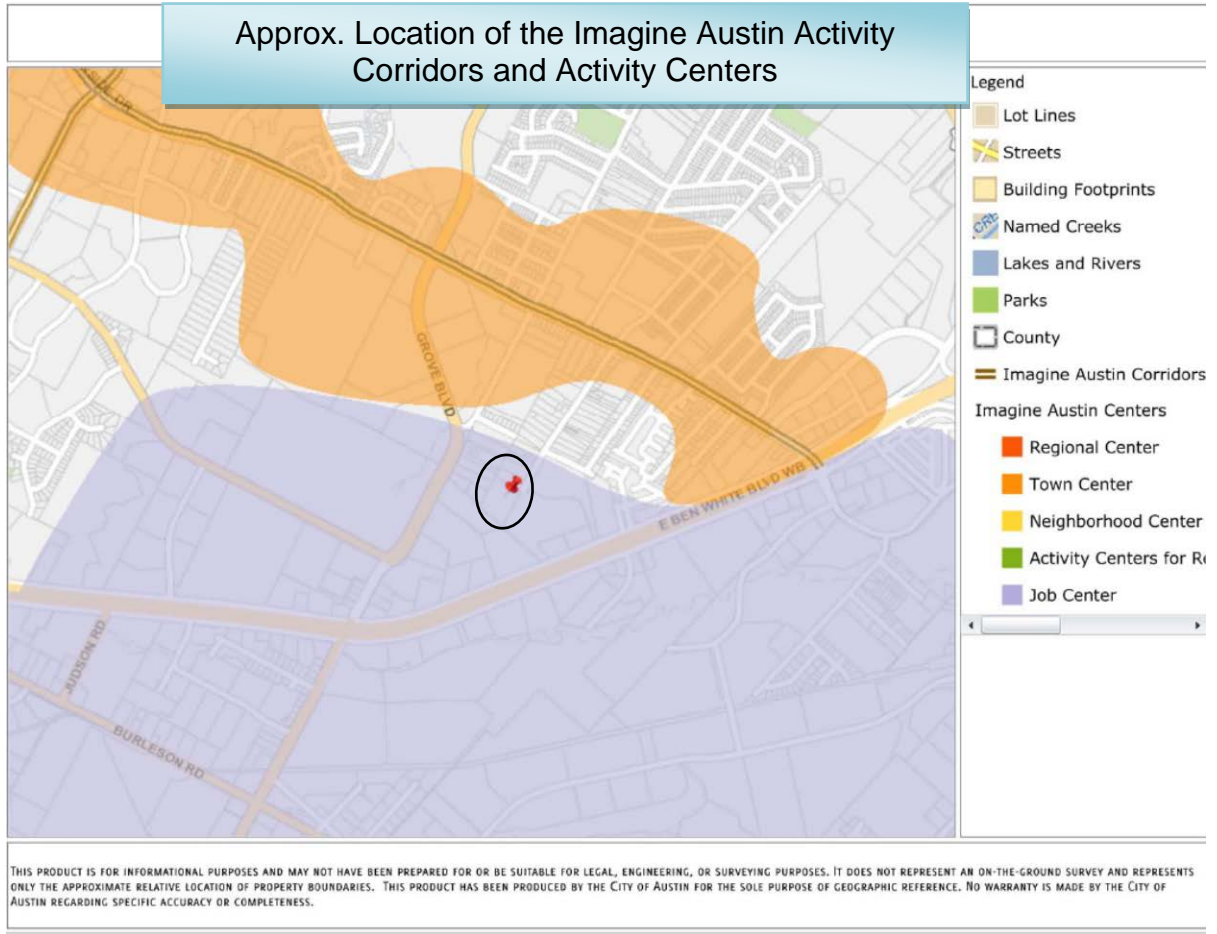 Approx. Location of the Imagine Austin Activity
Corridors and Activity Centers
DR
GROVE BLVD
E BEN WHITE BLVD WB
JUDSON RD
BURLESON RD
Legend
Lot Lines
Streets
Building Footprints
CRE
Named Creeks
Lakes and Rivers
Parks
County
Imagine Austin Corridors
Imagine Austin Centers
Regional Center
Town Center
Neighborhood Center
Activity Centers for Re
Job Center
THIS PRODUCT IS FOR INFORMATIONAL PURPOSES AND MAY NOT HAVE BEEN PREPARED FOR OR BE SUITABLE FOR LEGAL, ENGINEERING, OR SURVEYING PURPOSES. IT DOES NOT REPRESENT AN ON-THE-GROUND SURVEY AND REPRESENTS
ONLY THE APPROXIMATE RELATIVE LOCATION OF PROPERTY BOUNDARIES. THIS PRODUCT HAS BEEN PRODUCED BY THE CITY OF AUSTIN FOR THE SOLE PURPOSE OF GEOGRAPHIC REFERENCE. NO WARRANTY IS MADE BY THE CITY OF
AUSTIN REGARDING SPECIFIC ACCURACY OR COMPLETENESS.